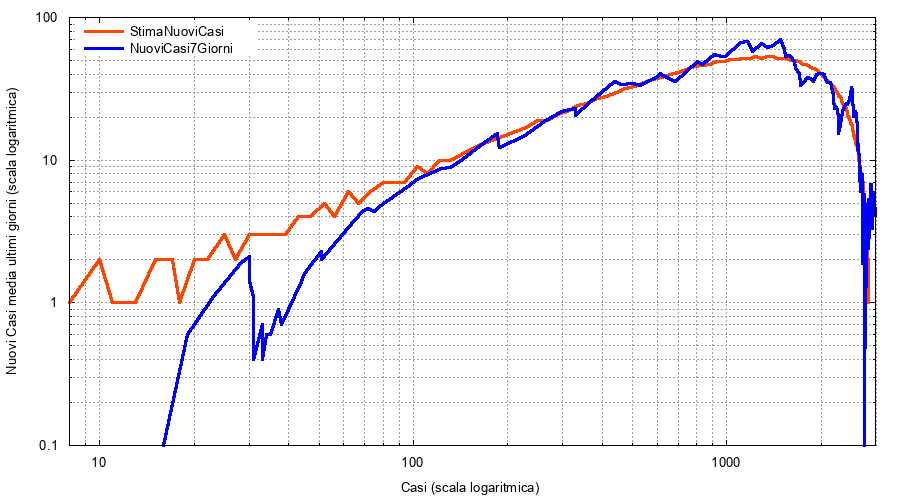 100
StimaNuoviCasi
NuoviCasi7Giorni
10
1
0.1
Nuovi Casi media ultimi giorni (scala logaritmica)
10 100 1000
Casi (scala logaritmica)